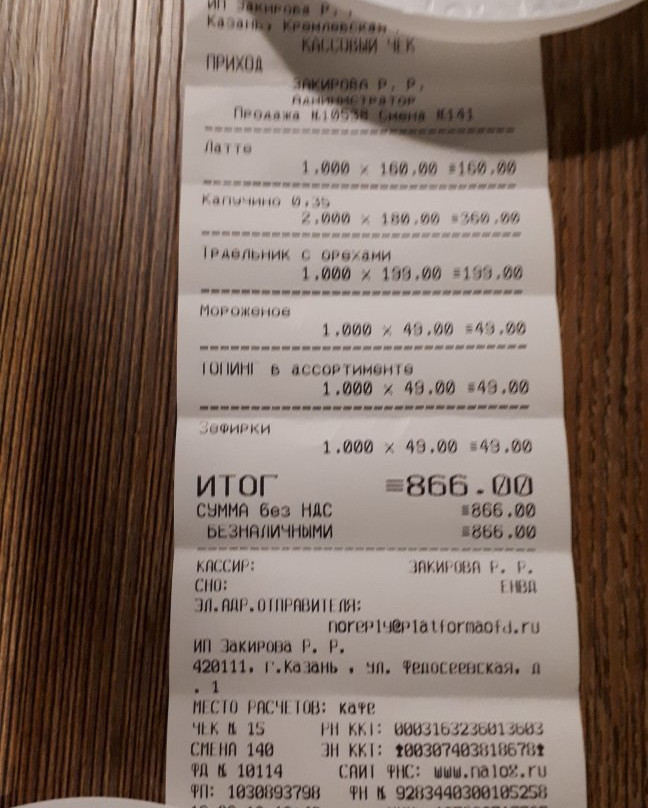 ИП Закирова Р.,
Казань, Кремлевская,
КАССОВЫЙ ЧЕК
ПРИХОД
ЗАКИРОВА Р. Р.
Администратор
Продажа №10538 Смена №141
Латте
1.000 × 160.00 ≡160.00
Капучино 0,35
2.000 × 180.00 ≡360.00
Трдельник с орехами
1.000 × 199.00 ≡199.00
Мороженое
1.000 × 49.00 ≡49.00
ТОПИНГ в ассортименте
1.000 × 49.00 ≡49.00
Зефирки
1.000 × 49.00 ≡49.00
ИТОГ ≡866.00
СУММА без НДС ≡866.00
БЕЗНАЛИЧНЫМИ ≡866.00
КАССИР: ЗАКИРОВА Р. Р.
СНО: ЕНВД
ЭЛ.АДР.ОТПРАВИТЕЛЯ:
noreply@platformaofd.ru
ИП Закирова Р. Р.
420111, г.Казань , ул. Федосеевская, д
. 1
МЕСТО РАСЧЕТОВ: кафе
ЧЕК № 15 РН ККТ: 0003163236013603
СМЕНА 140 ЗН ККТ: 00307403818678
ФД № 10114 САЙТ ФНС: www.nalog.ru
ФП: 1030893798 ФН № 9283440300105258